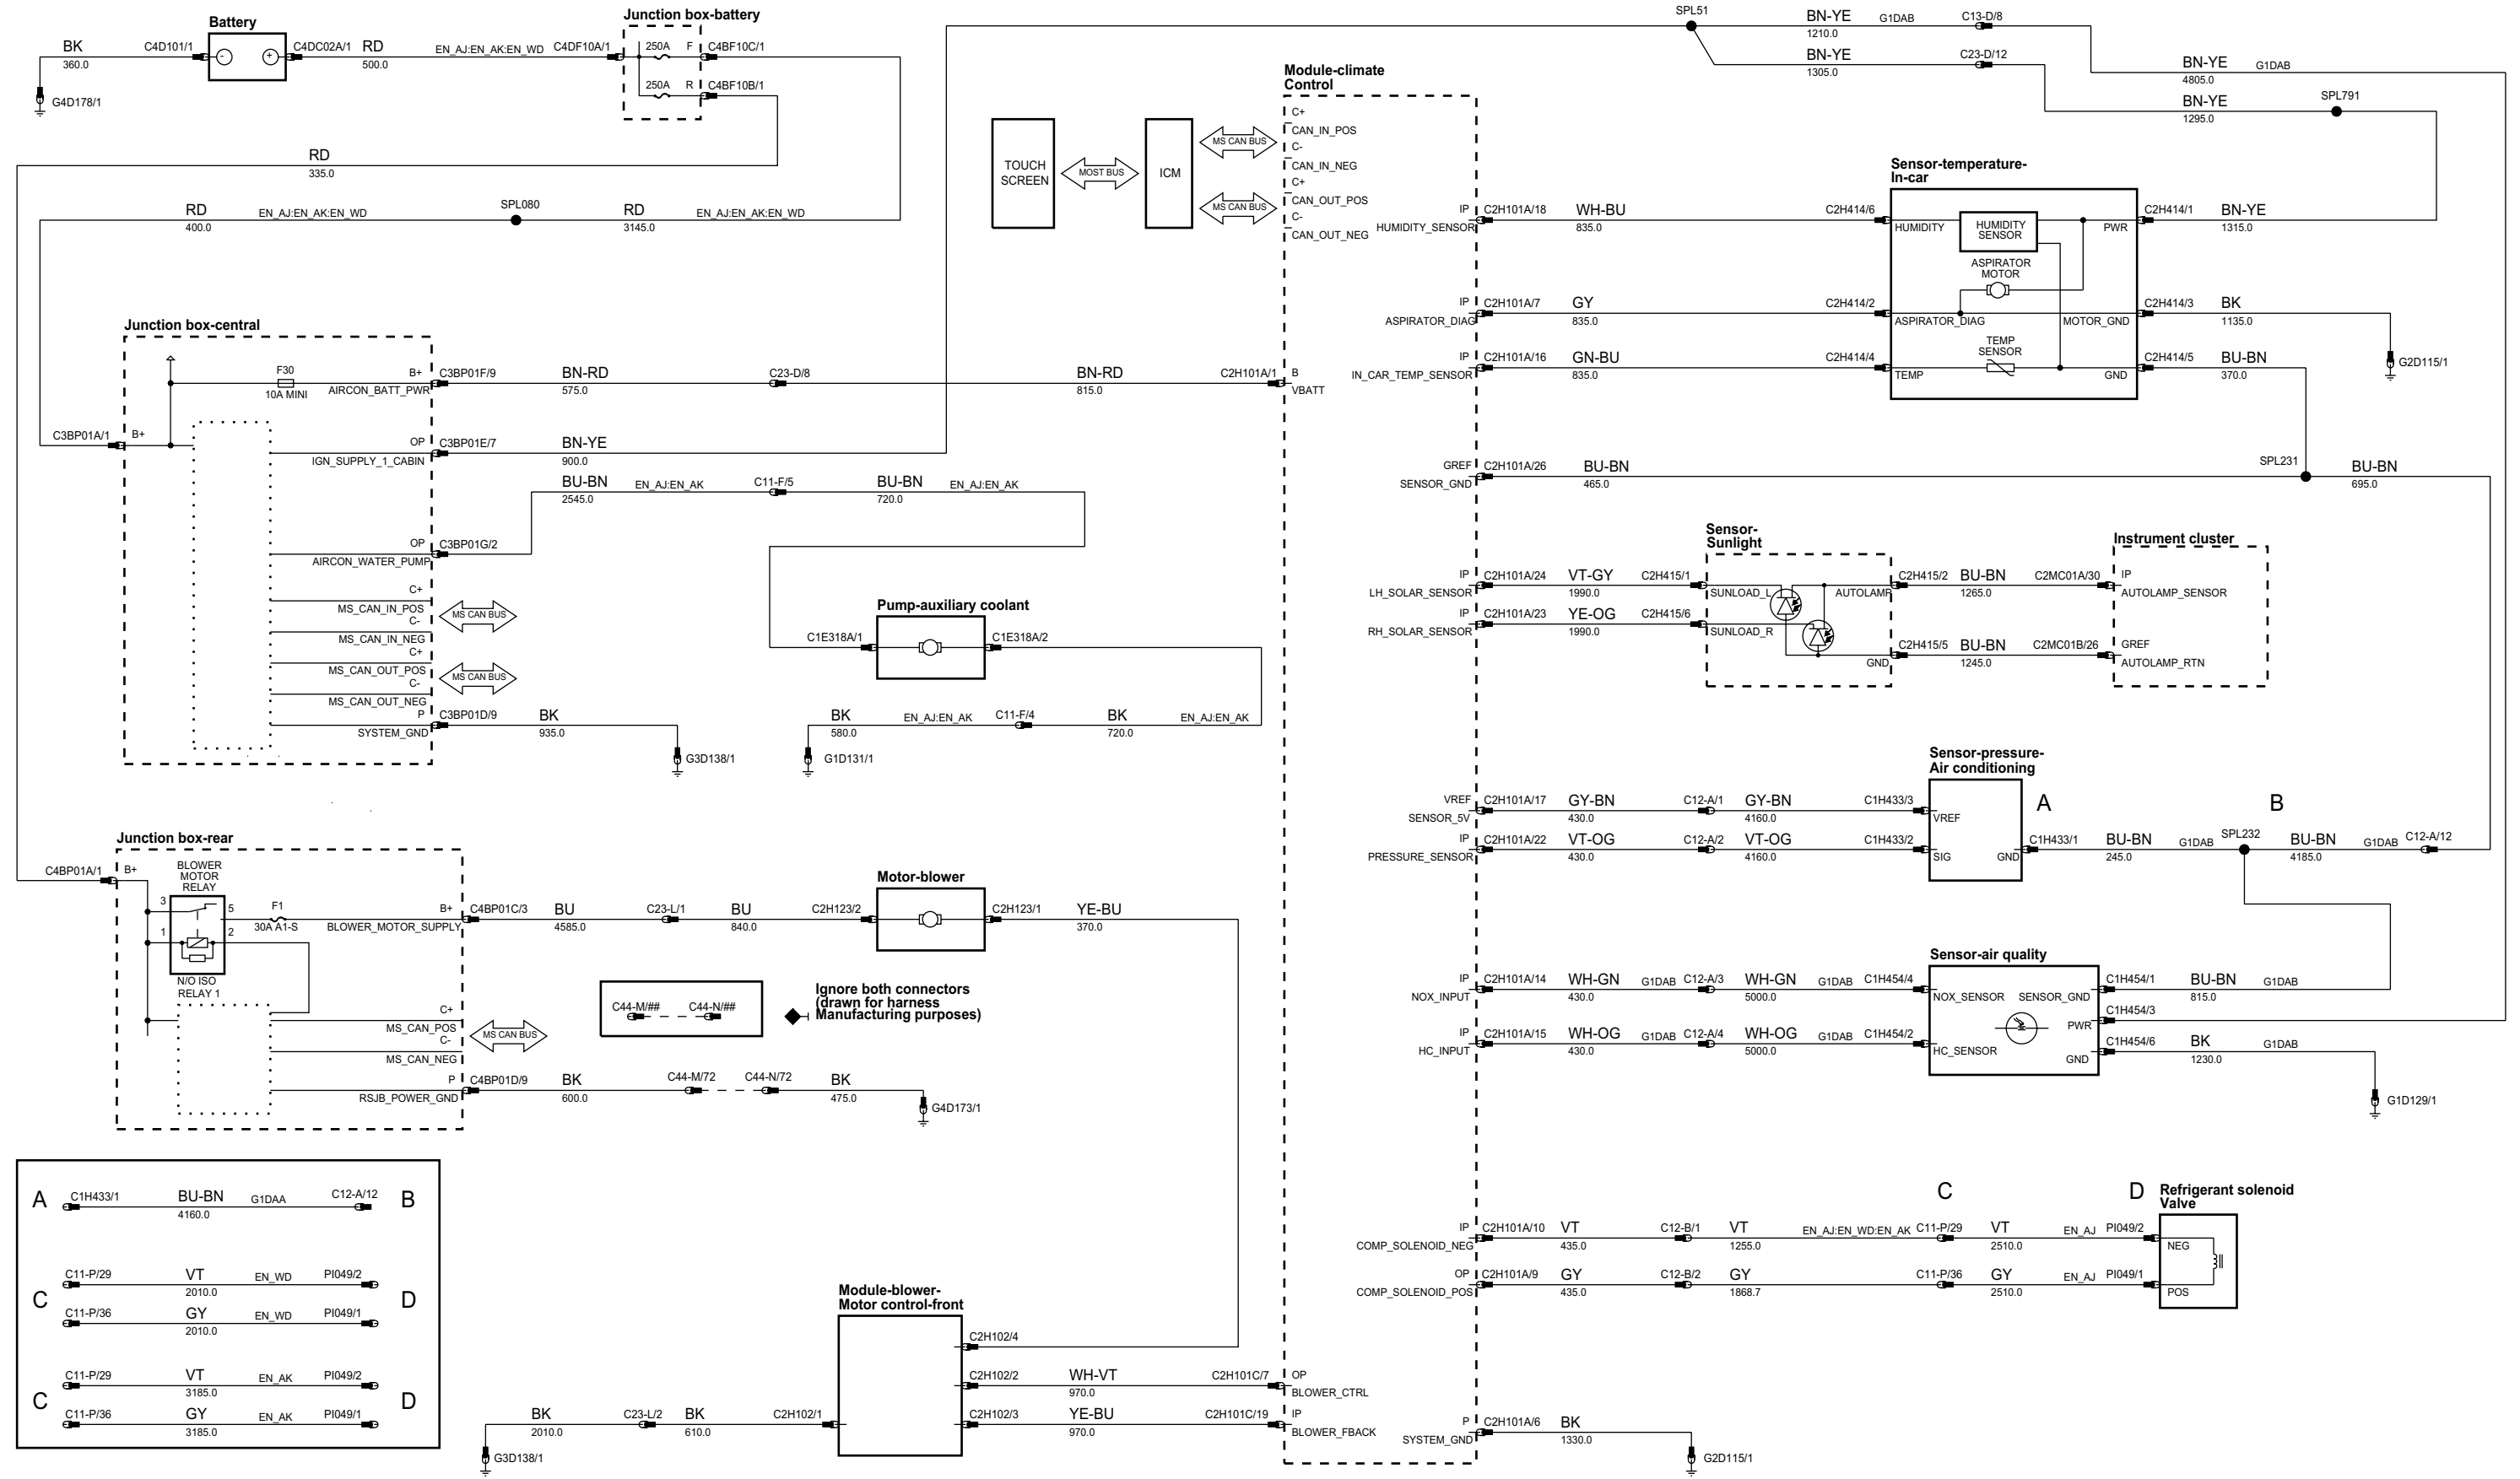 Battery
BK
360.0
C4D101/1
-
+
C4DC02A/1
RD
500.0
EN_AJ:EN_AK:EN_WD
C4DF10A/1
G4D178/1
Junction box-battery
250A
F
C4BF10C/1
250A
R
C4BF10B/1
RD
335.0
RD
400.0
EN_AJ:EN_AK:EN_WD
SPL080
RD
3145.0
EN_AJ:EN_AK:EN_WD
SPL51
BN-YE
1210.0
G1DAB
C13-D/8
BN-YE
1305.0
C23-D/12
BN-YE
4805.0
G1DAB
BN-YE
1295.0
SPL791
TOUCH
SCREEN
MOST BUS
ICM
MS CAN BUS
MS CAN BUS
Module-climate
Control
C+
CAN_IN_POS
C-
CAN_IN_NEG
C+
CAN_OUT_POS
C-
CAN_OUT_NEG
IP
HUMIDITY_SENSOR
C2H101A/18
WH-BU
835.0
C2H414/6
Sensor-temperature-
In-car
HUMIDITY
HUMIDITY
SENSOR
PWR
ASPIRATOR
MOTOR
C2H414/1
BN-YE
1315.0
IP
ASPIRATOR_DIAG
C2H101A/7
GY
835.0
C2H414/2
ASPIRATOR_DIAG
MOTOR_GND
C2H414/3
BK
1135.0
G2D115/1
IP
IN_CAR_TEMP_SENSOR
C2H101A/16
GN-BU
835.0
C2H414/4
TEMP
TEMP
SENSOR
GND
C2H414/5
BU-BN
370.0
Junction box-central
F30
10A MINI
B+
AIRCON_BATT_PWR
C3BP01F/9
BN-RD
575.0
C23-D/8
BN-RD
815.0
C2H101A/1
B
VBATT
C3BP01A/1
B+
OP
IGN_SUPPLY_1_CABIN
C3BP01E/7
BN-YE
900.0
BU-BN
2545.0
EN_AJ:EN_AK
C11-F/5
BU-BN
720.0
EN_AJ:EN_AK
OP
AIRCON_WATER_PUMP
C3BP01G/2
C+
MS_CAN_IN_POS
C-
MS_CAN_IN_NEG
C+
MS_CAN_OUT_POS
C-
MS_CAN_OUT_NEG
MS CAN BUS
MS CAN BUS
P
SYSTEM_GND
C3BP01D/9
BK
935.0
G3D138/1
Pump-auxiliary coolant
C1E318A/1
C1E318A/2
BK
580.0
EN_AJ:EN_AK
C11-F/4
BK
720.0
EN_AJ:EN_AK
G1D131/1
GREF
SENSOR_GND
C2H101A/26
BU-BN
465.0
SPL231
BU-BN
695.0
Sensor-
Sunlight
IP
LH_SOLAR_SENSOR
C2H101A/24
VT-GY
1990.0
C2H415/1
SUNLOAD_L
AUTOLAMP
C2H415/2
BU-BN
1265.0
C2MC01A/30
Instrument cluster
IP
AUTOLAMP_SENSOR
IP
RH_SOLAR_SENSOR
C2H101A/23
YE-OG
1990.0
C2H415/6
SUNLOAD_R
GND
C2H415/5
BU-BN
1245.0
C2MC01B/26
GREF
AUTOLAMP_RTN
Sensor-pressure-
Air conditioning
VREF
SENSOR_5V
C2H101A/17
GY-BN
430.0
C12-A/1
GY-BN
4160.0
C1H433/3
VREF
A
B
IP
PRESSURE_SENSOR
C2H101A/22
VT-OG
430.0
C12-A/2
VT-OG
4160.0
C1H433/2
SIG
GND
C1H433/1
BU-BN
245.0
G1DAB
SPL232
BU-BN
4185.0
G1DAB
C12-A/12
Junction box-rear
C4BP01A/1
B+
BLOWER
MOTOR
RELAY
3
5
1
2
N/O ISO
RELAY 1
F1
30A A1-S
B+
BLOWER_MOTOR_SUPPLY
C4BP01C/3
BU
4585.0
C23-L/1
BU
840.0
C2H123/2
Motor-blower
C2H123/1
YE-BU
370.0
C44-M/##
C44-N/##
Ignore both connectors
(drawn for harness
Manufacturing purposes)
C+
MS_CAN_POS
C-
MS_CAN_NEG
MS CAN BUS
P
RSJB_POWER_GND
C4BP01D/9
BK
600.0
C44-M/72
C44-N/72
BK
475.0
G4D173/1
Sensor-air quality
IP
NOX_INPUT
C2H101A/14
WH-GN
430.0
G1DAB
C12-A/3
WH-GN
5000.0
G1DAB
C1H454/4
NOX_SENSOR
SENSOR_GND
C1H454/1
BU-BN
815.0
G1DAB
PWR
C1H454/3
IP
HC_INPUT
C2H101A/15
WH-OG
430.0
G1DAB
C12-A/4
WH-OG
5000.0
G1DAB
C1H454/2
HC_SENSOR
GND
C1H454/6
BK
1230.0
G1DAB
G1D129/1
A
C1H433/1
BU-BN
4160.0
G1DAA
C12-A/12
B
C
C11-P/29
VT
2010.0
EN_WD
PI049/2
D
C11-P/36
GY
2010.0
EN_WD
PI049/1
C
C11-P/29
VT
3185.0
EN_AK
PI049/2
D
C11-P/36
GY
3185.0
EN_AK
PI049/1
C
D
Refrigerant solenoid
Valve
IP
COMP_SOLENOID_NEG
C2H101A/10
VT
435.0
C12-B/1
VT
1255.0
EN_AJ:EN_WD:EN_AK
C11-P/29
VT
2510.0
EN_AJ
PI049/2
NEG
OP
COMP_SOLENOID_POS
C2H101A/9
GY
435.0
C12-B/2
GY
1868.7
C11-P/36
GY
2510.0
EN_AJ
PI049/1
POS
Module-blower-
Motor control-front
C2H102/4
C2H102/2
WH-VT
970.0
C2H101C/7
OP
BLOWER_CTRL
BK
2010.0
C23-L/2
BK
610.0
C2H102/1
C2H102/3
YE-BU
970.0
C2H101C/19
IP
BLOWER_FBACK
G3D138/1
P
SYSTEM_GND
C2H101A/6
BK
1330.0
G2D115/1